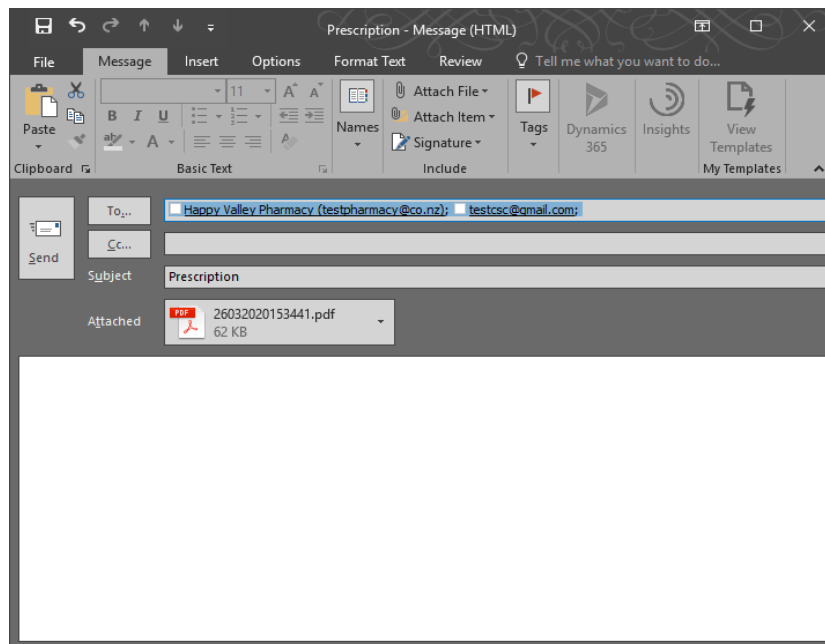 Prescription - Message (HTML)
File Message Insert Options Format Text Review Tell me what you want to do...
Paste
11 A A
B I U
ab A
Names
Attach File
Attach Item
Signature
Tags
Dynamics 365
Insights
View Templates
Clipboard Basic Text Include My Templates
To...
Happy Valley Pharmacy (testpharmacy@co.nz); testcsc@gmail.com;
Cc...
Send
Subject Prescription
Attached
PDF
26032020153441.pdf
62 KB